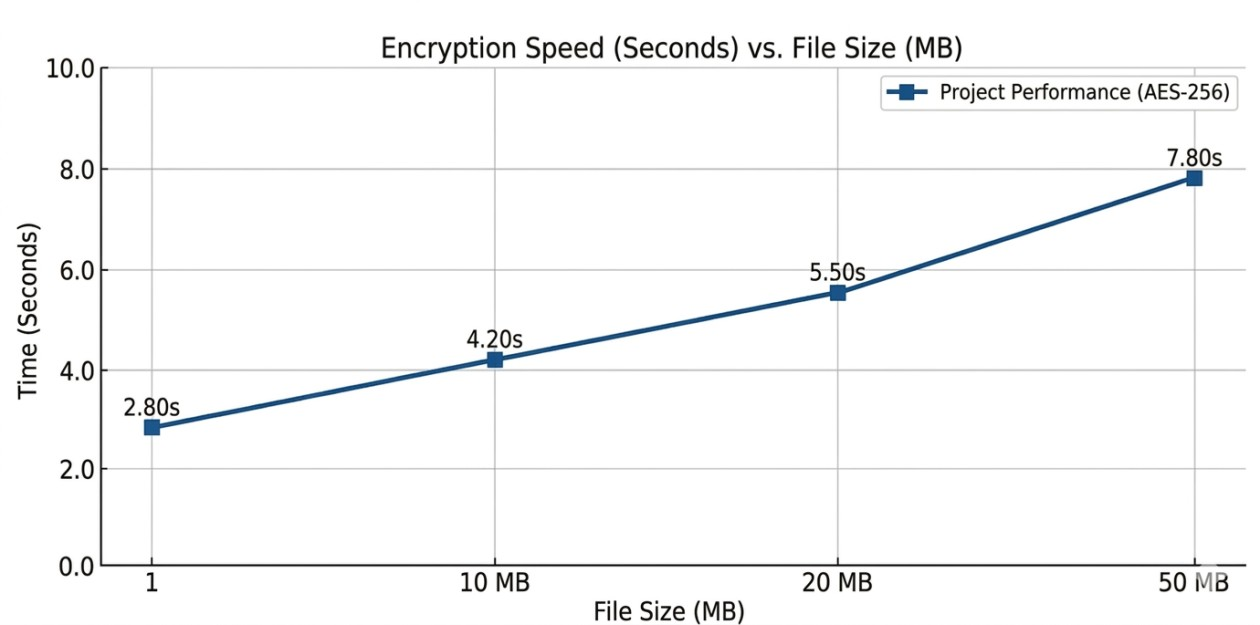 Encryption Speed (Seconds) vs. File Size (MB)
Project Performance (AES-256)
10.0
8.0
6.0
4.0
2.0
0.0
Time (Seconds)
2.80s
4.20s
5.50s
7.80s
1
10 MB
20 MB
50 MB
File Size (MB)